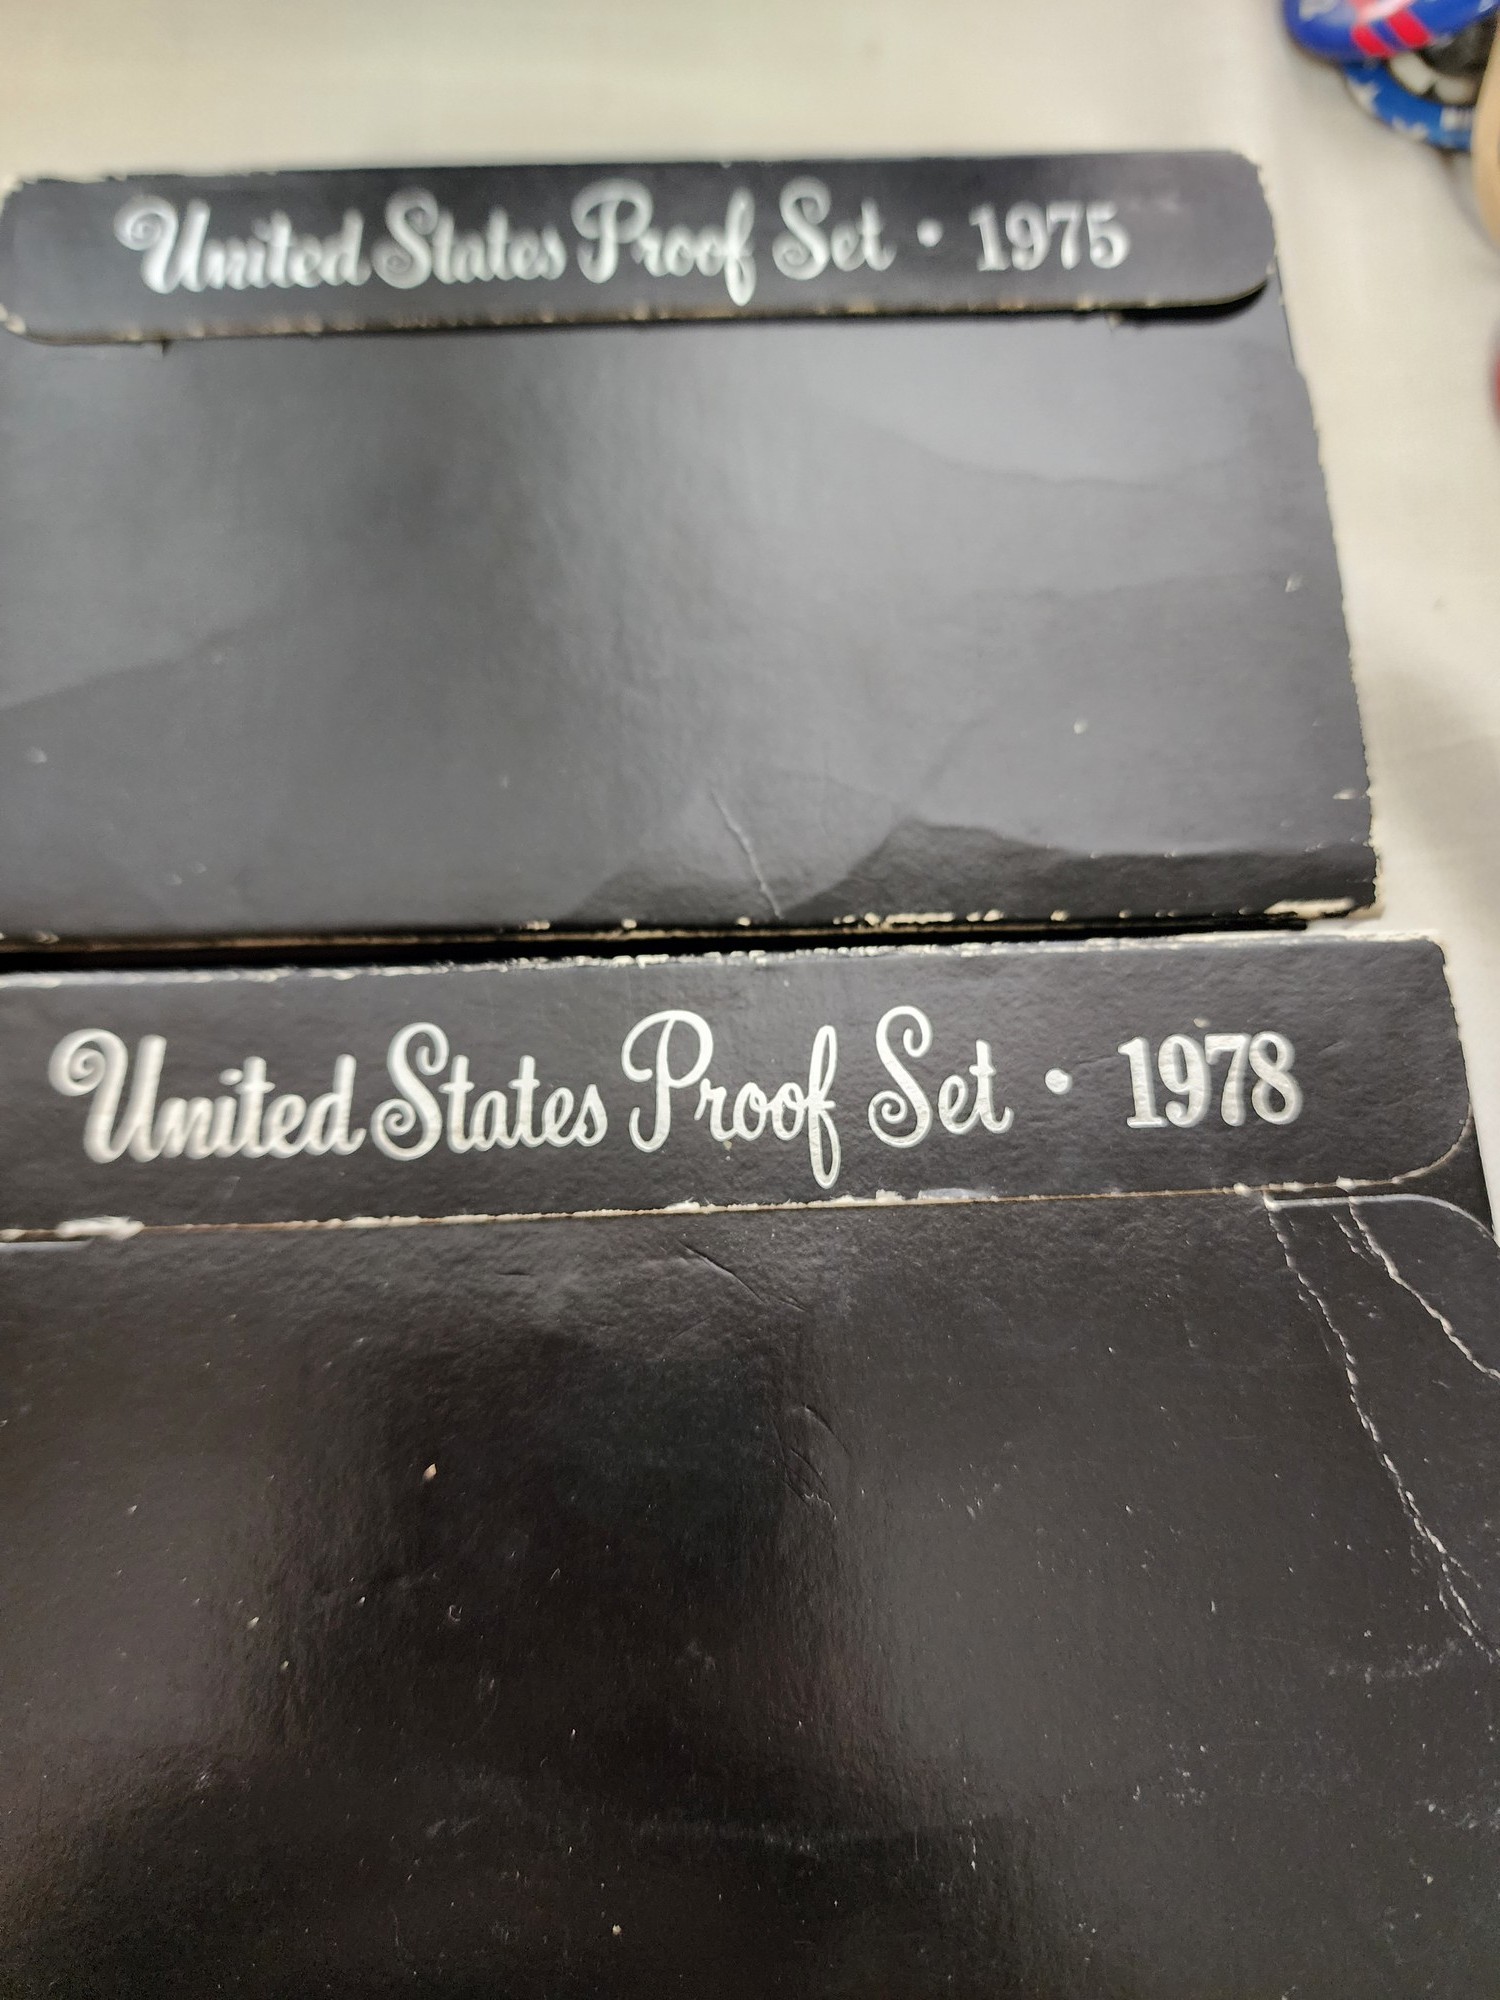 United States Proof Set • 1975
United States Proof Set • 1978